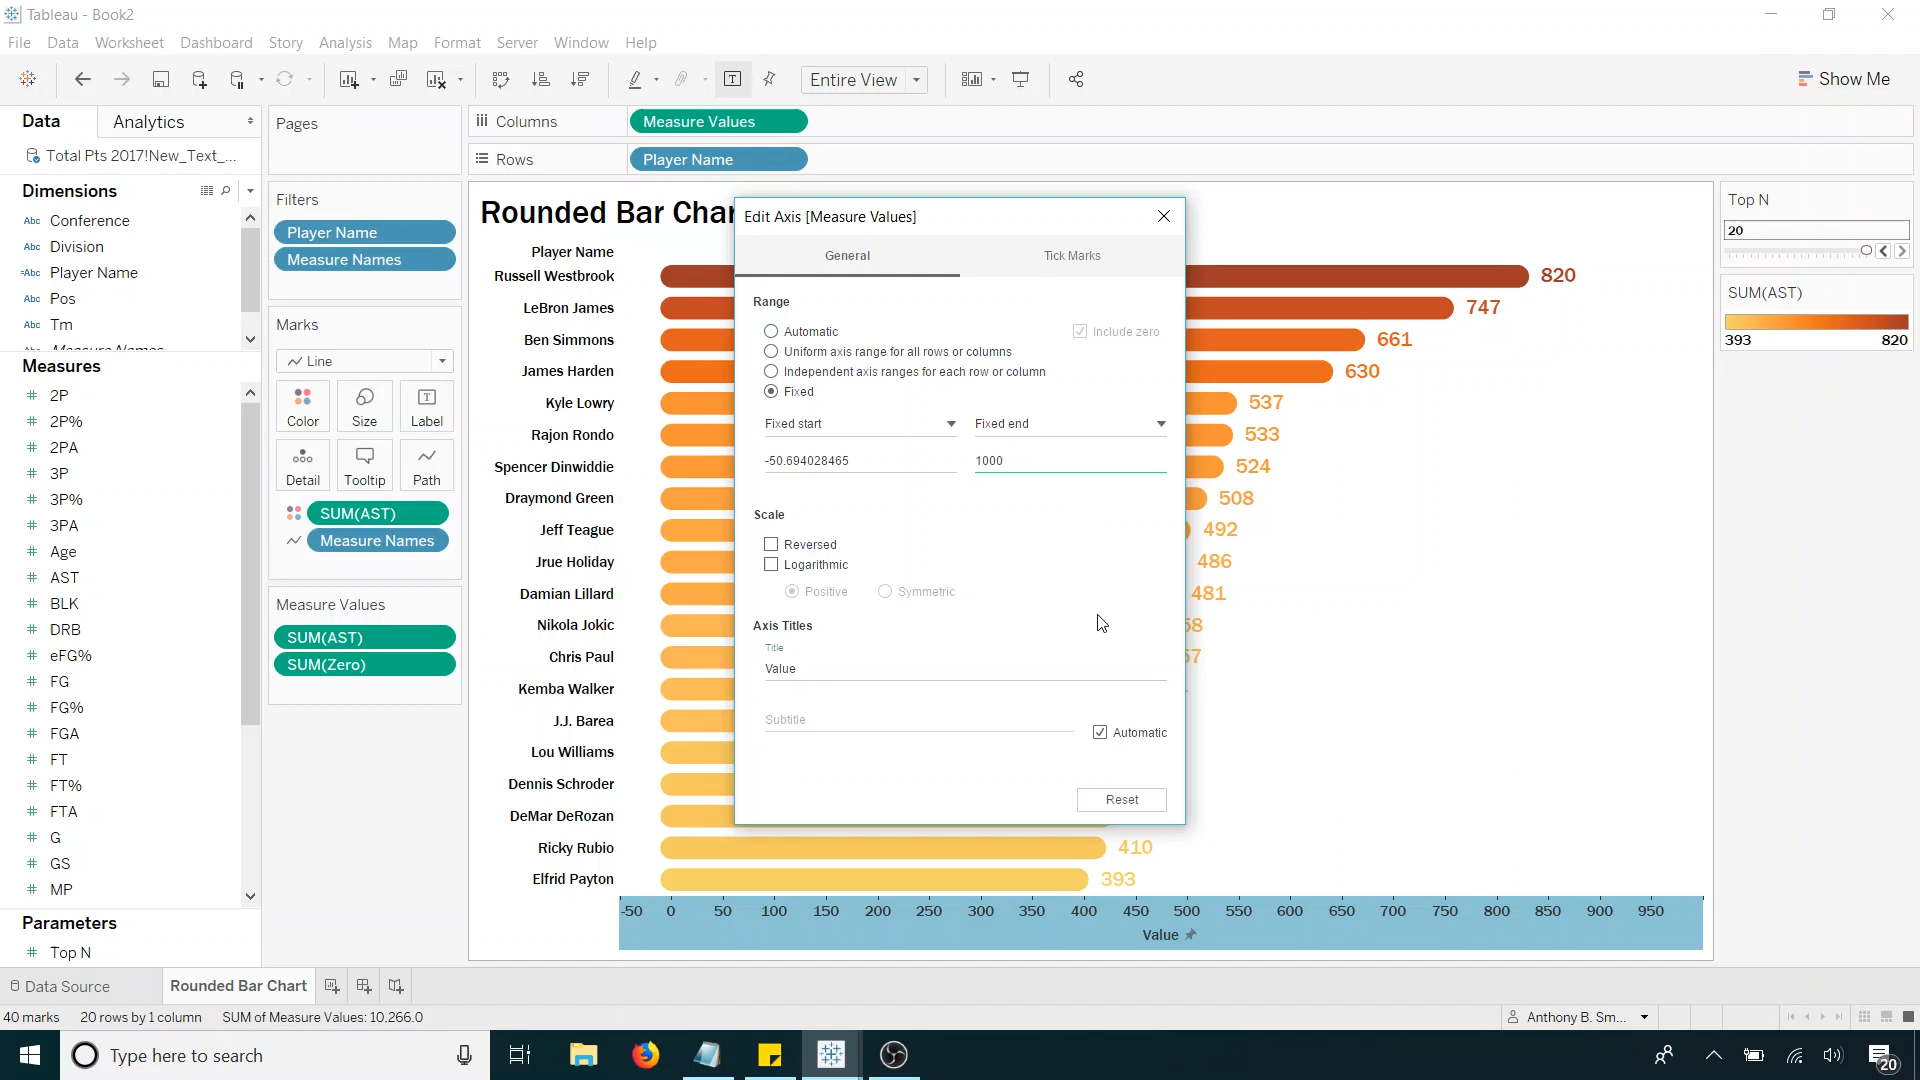 Tableau - Book2
File Data Worksheet Dashboard Story Analysis Map Format Server Window Help
Entire View
Show Me
Data
Analytics
Total Pts 2017!New_Text_...
Dimensions
Abc Conference
Abc Division
=Abc Player Name
Abc Pos
Abc Tm
Measures
2P
2P%
2PA
3P
3P%
3PA
Age
AST
BLK
DRB
eFG%
FG
FG%
FGA
FT
FT%
FTA
G
GS
MP
Parameters
Top N
Pages
Filters
Player Name
Measure Names
Marks
Line
Color Size Label
Detail Tooltip Path
SUM(AST)
Measure Names
Measure Values
SUM(AST)
SUM(Zero)
Columns Measure Values
Rows Player Name
Rounded Bar Char
Player Name
Russell Westbrook 820
LeBron James 747
Ben Simmons 661
James Harden 630
Kyle Lowry 537
Rajon Rondo 533
Spencer Dinwiddie 524
Draymond Green 508
Jeff Teague 492
Jrue Holiday 486
Damian Lillard 481
Nikola Jokic
Chris Paul
Kemba Walker
J.J. Barea
Lou Williams
Dennis Schroder
DeMar DeRozan
Ricky Rubio 410
Elfrid Payton 393
-50 0 50 100 150 200 250 300 350 400 450 500 550 600 650 700 750 800 850 900 950
Value
Edit Axis [Measure Values]
General Tick Marks
Range
Automatic Include zero
Uniform axis range for all rows or columns
Independent axis ranges for each row or column
Fixed
Fixed start Fixed end
-50.694028465 1000
Scale
Reversed
Logarithmic
Positive Symmetric
Axis Titles
Title
Value
Subtitle
Automatic
Reset
Top N
20
SUM(AST)
393 820
Data Source
Rounded Bar Chart
40 marks 20 rows by 1 column SUM of Measure Values: 10,266.0
Anthony B. Sm...
Type here to search
20